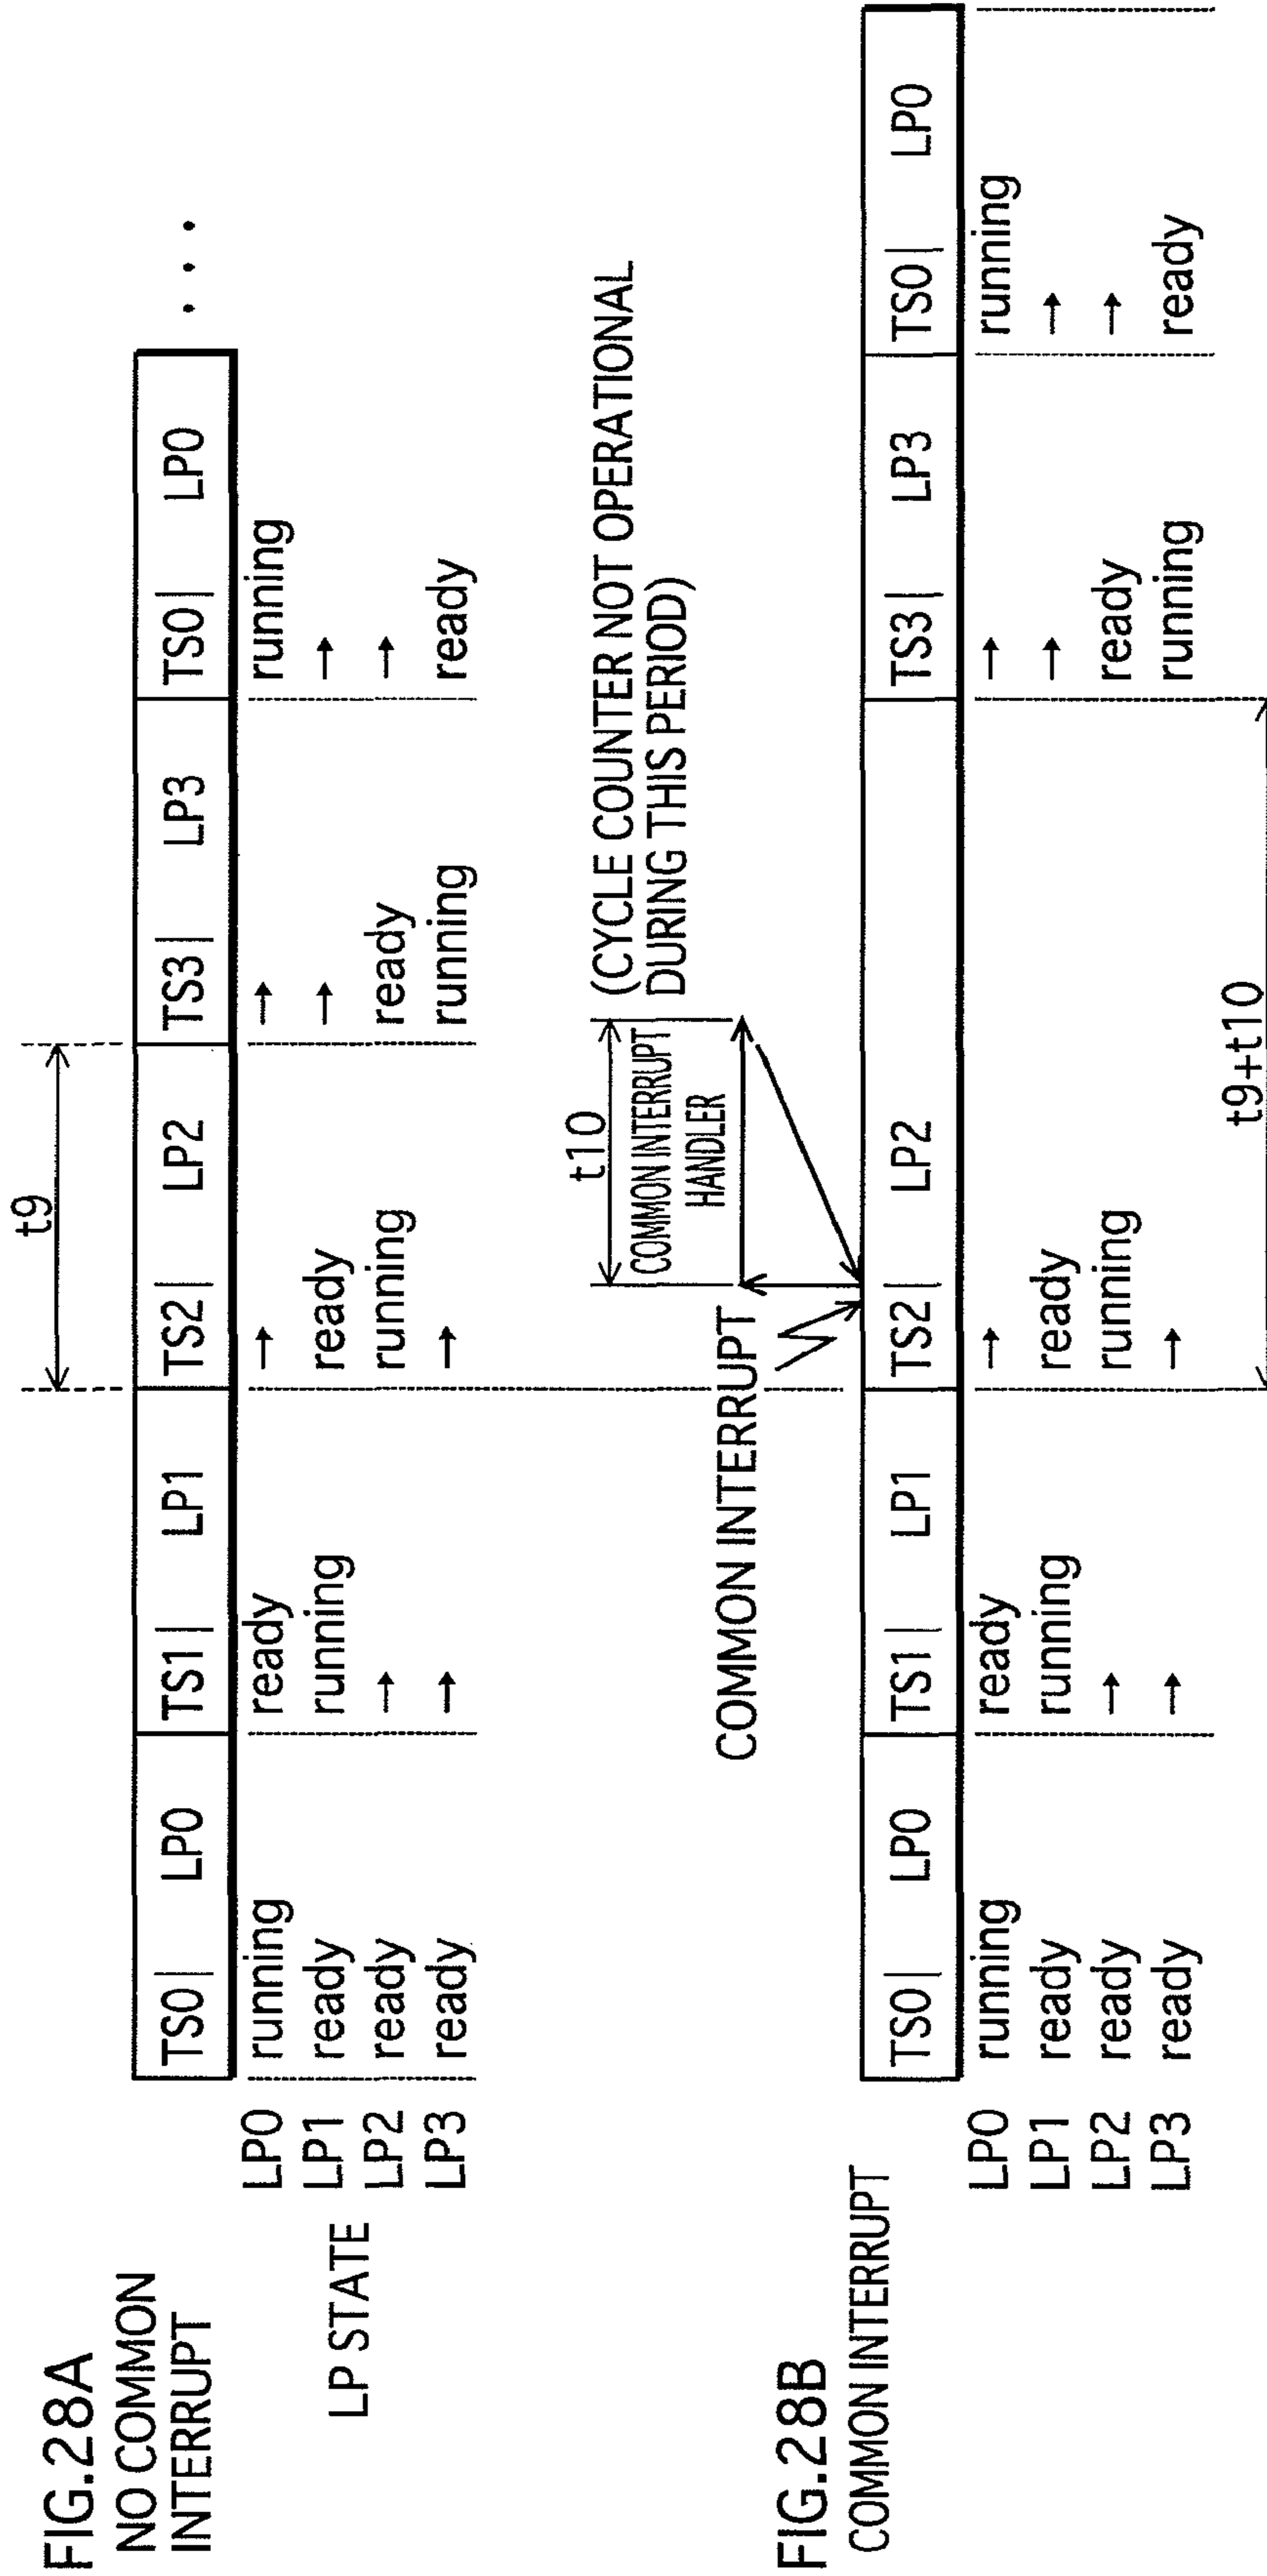 FIG.28A
NO COMMON
INTERRUPT
t9
TS0| LP0 TS1| LP1 TS2| LP2 TS3| LP3 TS0| LP0 ...
LP STATE
LP0 running ready → → running
LP1 ready running ready → →
LP2 ready → running ready →
LP3 ready → → running ready
FIG.28B
COMMON INTERRUPT
t10
(CYCLE COUNTER NOT OPERATIONAL
DURING THIS PERIOD)
COMMON INTERRUPT
HANDLER
COMMON INTERRUPT
TS0| LP0 TS1| LP1 TS2| LP2 TS3| LP3 TS0| LP0
LP0 running ready → → running
LP1 ready running ready → →
LP2 ready → running ready →
LP3 ready → → running ready
t9+t10